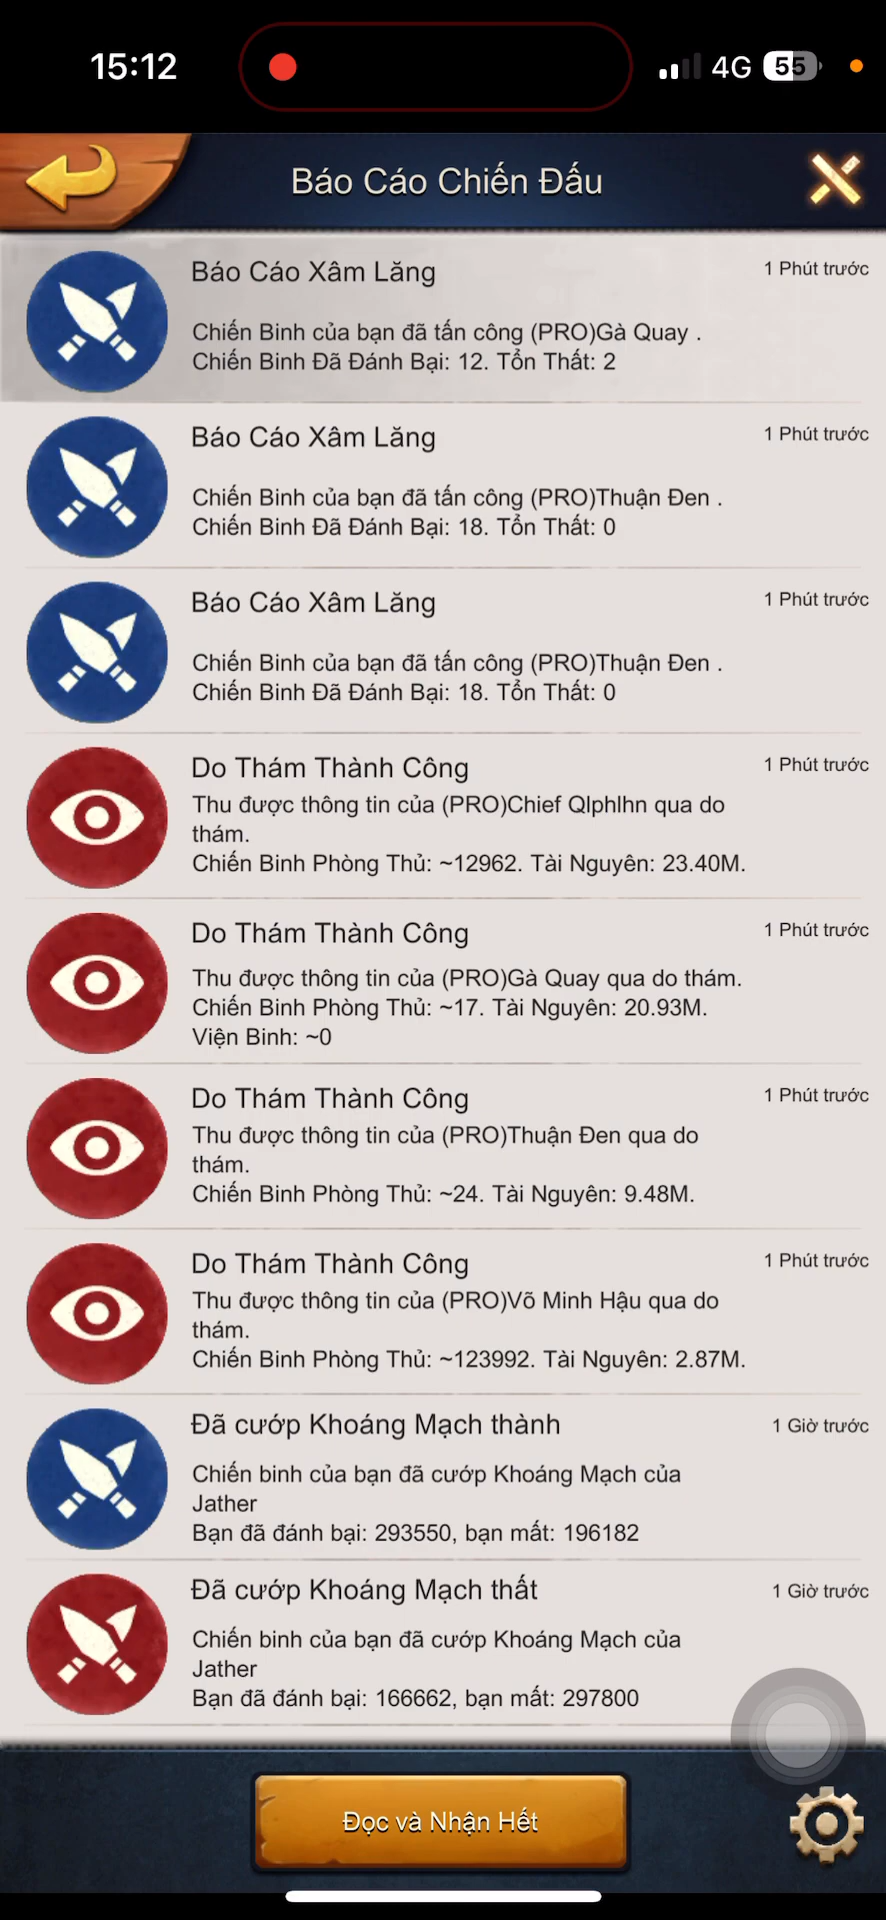 15:12
4G
55
Báo Cáo Chiến Đấu
Báo Cáo Xâm Lăng
1 Phút trước
Chiến Binh của bạn đã tấn công (PRO)Gà Quay .
Chiến Binh Đã Đánh Bại: 12. Tổn Thất: 2
Báo Cáo Xâm Lăng
1 Phút trước
Chiến Binh của bạn đã tấn công (PRO)Thuận Đen .
Chiến Binh Đã Đánh Bại: 18. Tổn Thất: 0
Báo Cáo Xâm Lăng
1 Phút trước
Chiến Binh của bạn đã tấn công (PRO)Thuận Đen .
Chiến Binh Đã Đánh Bại: 18. Tổn Thất: 0
Do Thám Thành Công
1 Phút trước
Thu được thông tin của (PRO)Chief Qlphlhn qua do
thám.
Chiến Binh Phòng Thủ: ~12962. Tài Nguyên: 23.40M.
Do Thám Thành Công
1 Phút trước
Thu được thông tin của (PRO)Gà Quay qua do thám.
Chiến Binh Phòng Thủ: ~17. Tài Nguyên: 20.93M.
Viện Binh: ~0
Do Thám Thành Công
1 Phút trước
Thu được thông tin của (PRO)Thuận Đen qua do
thám.
Chiến Binh Phòng Thủ: ~24. Tài Nguyên: 9.48M.
Do Thám Thành Công
1 Phút trước
Thu được thông tin của (PRO)Võ Minh Hậu qua do
thám.
Chiến Binh Phòng Thủ: ~123992. Tài Nguyên: 2.87M.
Đã cướp Khoáng Mạch thành
1 Giờ trước
Chiến binh của bạn đã cướp Khoáng Mạch của
Jather
Bạn đã đánh bại: 293550, bạn mất: 196182
Đã cướp Khoáng Mạch thất
1 Giờ trước
Chiến binh của bạn đã cướp Khoáng Mạch của
Jather
Bạn đã đánh bại: 166662, bạn mất: 297800
Đọc và Nhận Hết